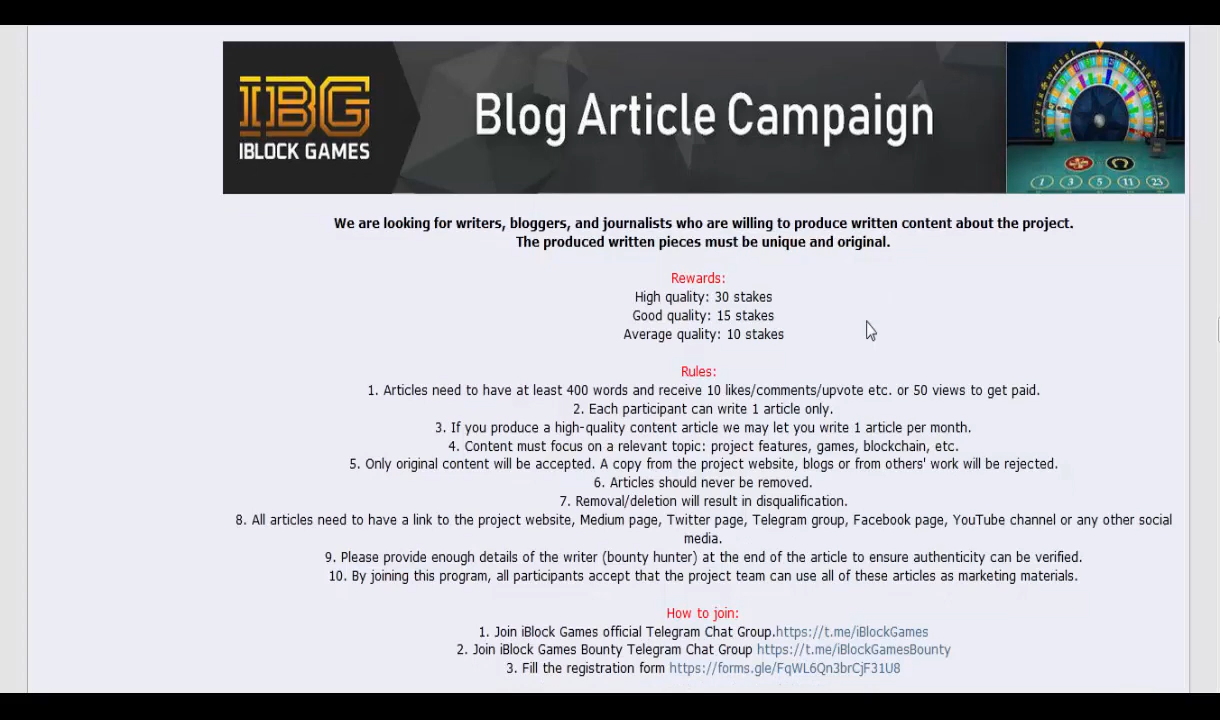 IBG
IBLOCK GAMES
Blog Article Campaign
SUPER WHEEL SUPER WHEEL
1 3 5 11 23
We are looking for writers, bloggers, and journalists who are willing to produce written content about the project.
The produced written pieces must be unique and original.
Rewards:
High quality: 30 stakes
Good quality: 15 stakes
Average quality: 10 stakes
Rules:
1. Articles need to have at least 400 words and receive 10 likes/comments/upvote etc. or 50 views to get paid.
2. Each participant can write 1 article only.
3. If you produce a high-quality content article we may let you write 1 article per month.
4. Content must focus on a relevant topic: project features, games, blockchain, etc.
5. Only original content will be accepted. A copy from the project website, blogs or from others' work will be rejected.
6. Articles should never be removed.
7. Removal/deletion will result in disqualification.
8. All articles need to have a link to the project website, Medium page, Twitter page, Telegram group, Facebook page, YouTube channel or any other social
media.
9. Please provide enough details of the writer (bounty hunter) at the end of the article to ensure authenticity can be verified.
10. By joining this program, all participants accept that the project team can use all of these articles as marketing materials.
How to join:
1. Join iBlock Games official Telegram Chat Group.https://t.me/iBlockGames
2. Join iBlock Games Bounty Telegram Chat Group https://t.me/iBlockGamesBounty
3. Fill the registration form https://forms.gle/FqWL6Qn3brCjF31U8